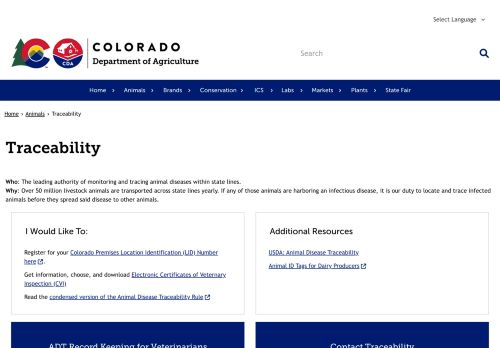 Select Language
COLORADO
Department of Agriculture
CDA
Search
Home
Animals
Brands
Conservation
ICS
Labs
Markets
Plants
State Fair
Home › Animals › Traceability
Traceability
Who: The leading authority of monitoring and tracing animal diseases within state lines.
Why: Over 50 million livestock animals are transported across state lines yearly. If any of those animals are harboring an infectious disease, it is our duty to locate and trace infected
animals before they spread said disease to other animals.
I Would Like To:
Register for your Colorado Premises Location Identification (LID) Number
here.
Get information, choose, and download Electronic Certificates of Veterinary
Inspection (CVI)
Read the condensed version of the Animal Disease Traceability Rule
Additional Resources
USDA: Animal Disease Traceability
Animal ID Tags for Dairy Producers
ADT Record Keeping for Veterinarians
Contact Traceability